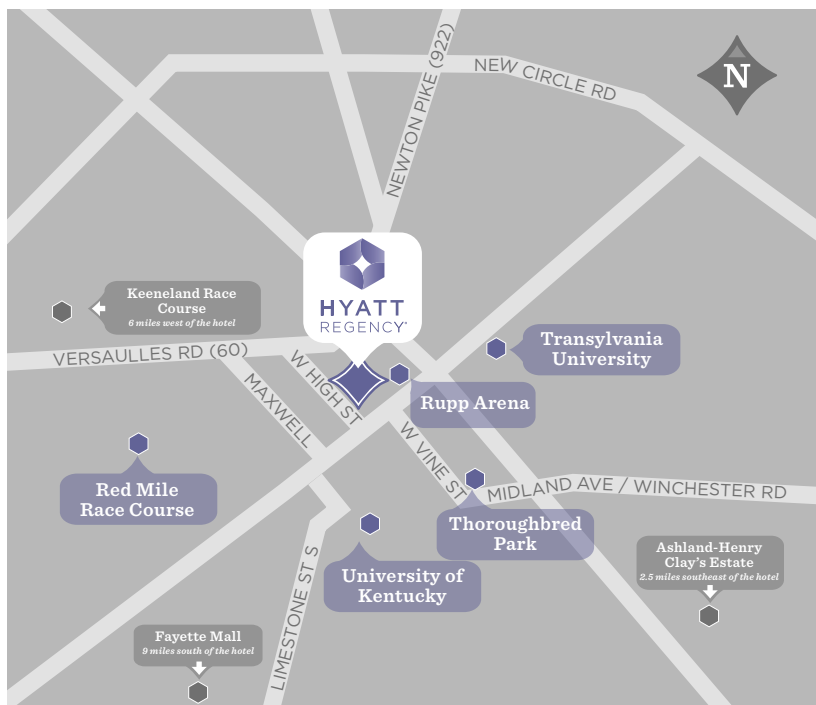 NEWTON PIKE (922)
NEW CIRCLE RD
N
HYATT
REGENCY®
Keeneland Race
Course
6 miles west of the hotel
VERSAULLES RD (60)
W HIGH ST
MAXWELL
Transylvania
University
Rupp Arena
W VINE ST
MIDLAND AVE / WINCHESTER RD
Red Mile
Race Course
Thoroughbred
Park
University of
Kentucky
Ashland-Henry
Clay's Estate
2.5 miles southeast of the hotel
LIMESTONE ST S
Fayette Mall
9 miles south of the hotel